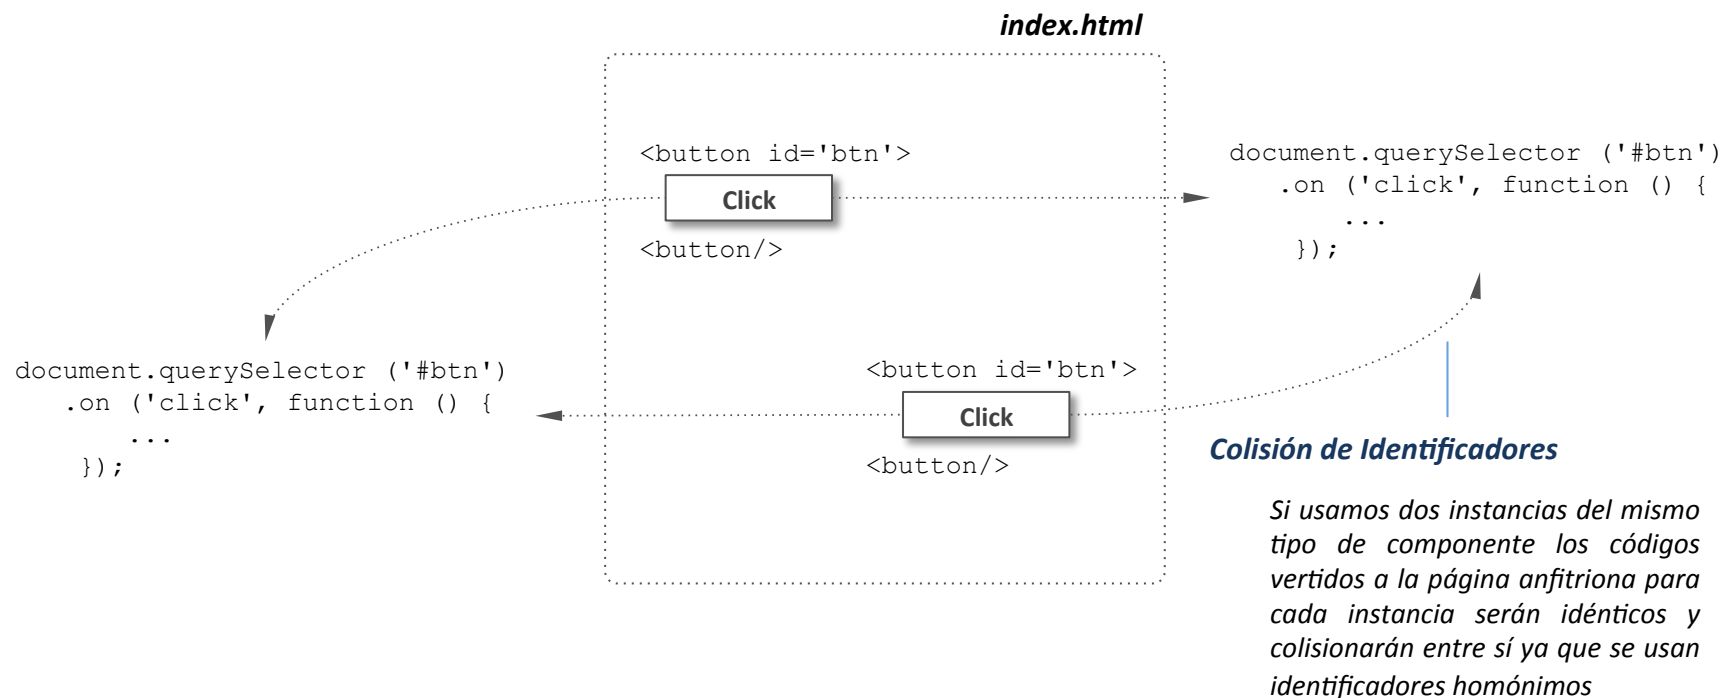 index.html
<button id='btn'>
Click
<button/>
document.querySelector ('#btn')
.on ('click', function () {
...
});
document.querySelector ('#btn')
.on ('click', function () {
...
});
<button id='btn'>
Click
<button/>
Colisión de Identificadores
Si usamos dos instancias del mismo
tipo de componente los códigos
vertidos a la página anfitriona para
cada instancia serán idénticos y
colisionarán entre sí ya que se usan
identificadores homónimos